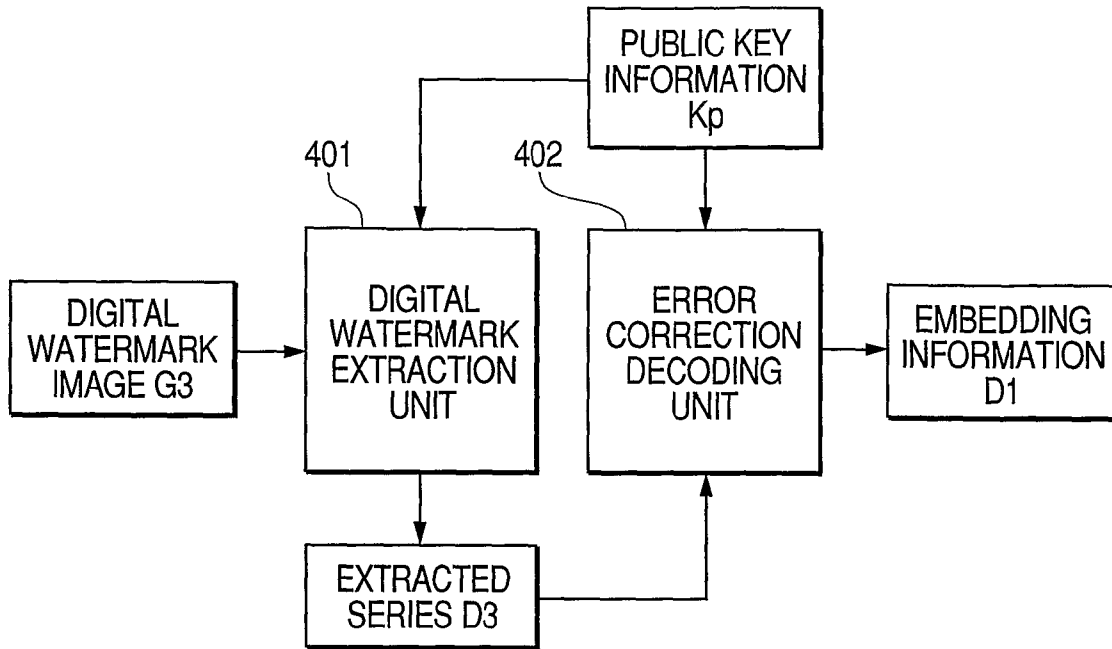 PUBLIC KEY
INFORMATION
Kp
401
402
DIGITAL
WATERMARK
IMAGE G3
DIGITAL
WATERMARK
EXTRACTION
UNIT
ERROR
CORRECTION
DECODING
UNIT
EMBEDDING
INFORMATION
D1
EXTRACTED
SERIES D3